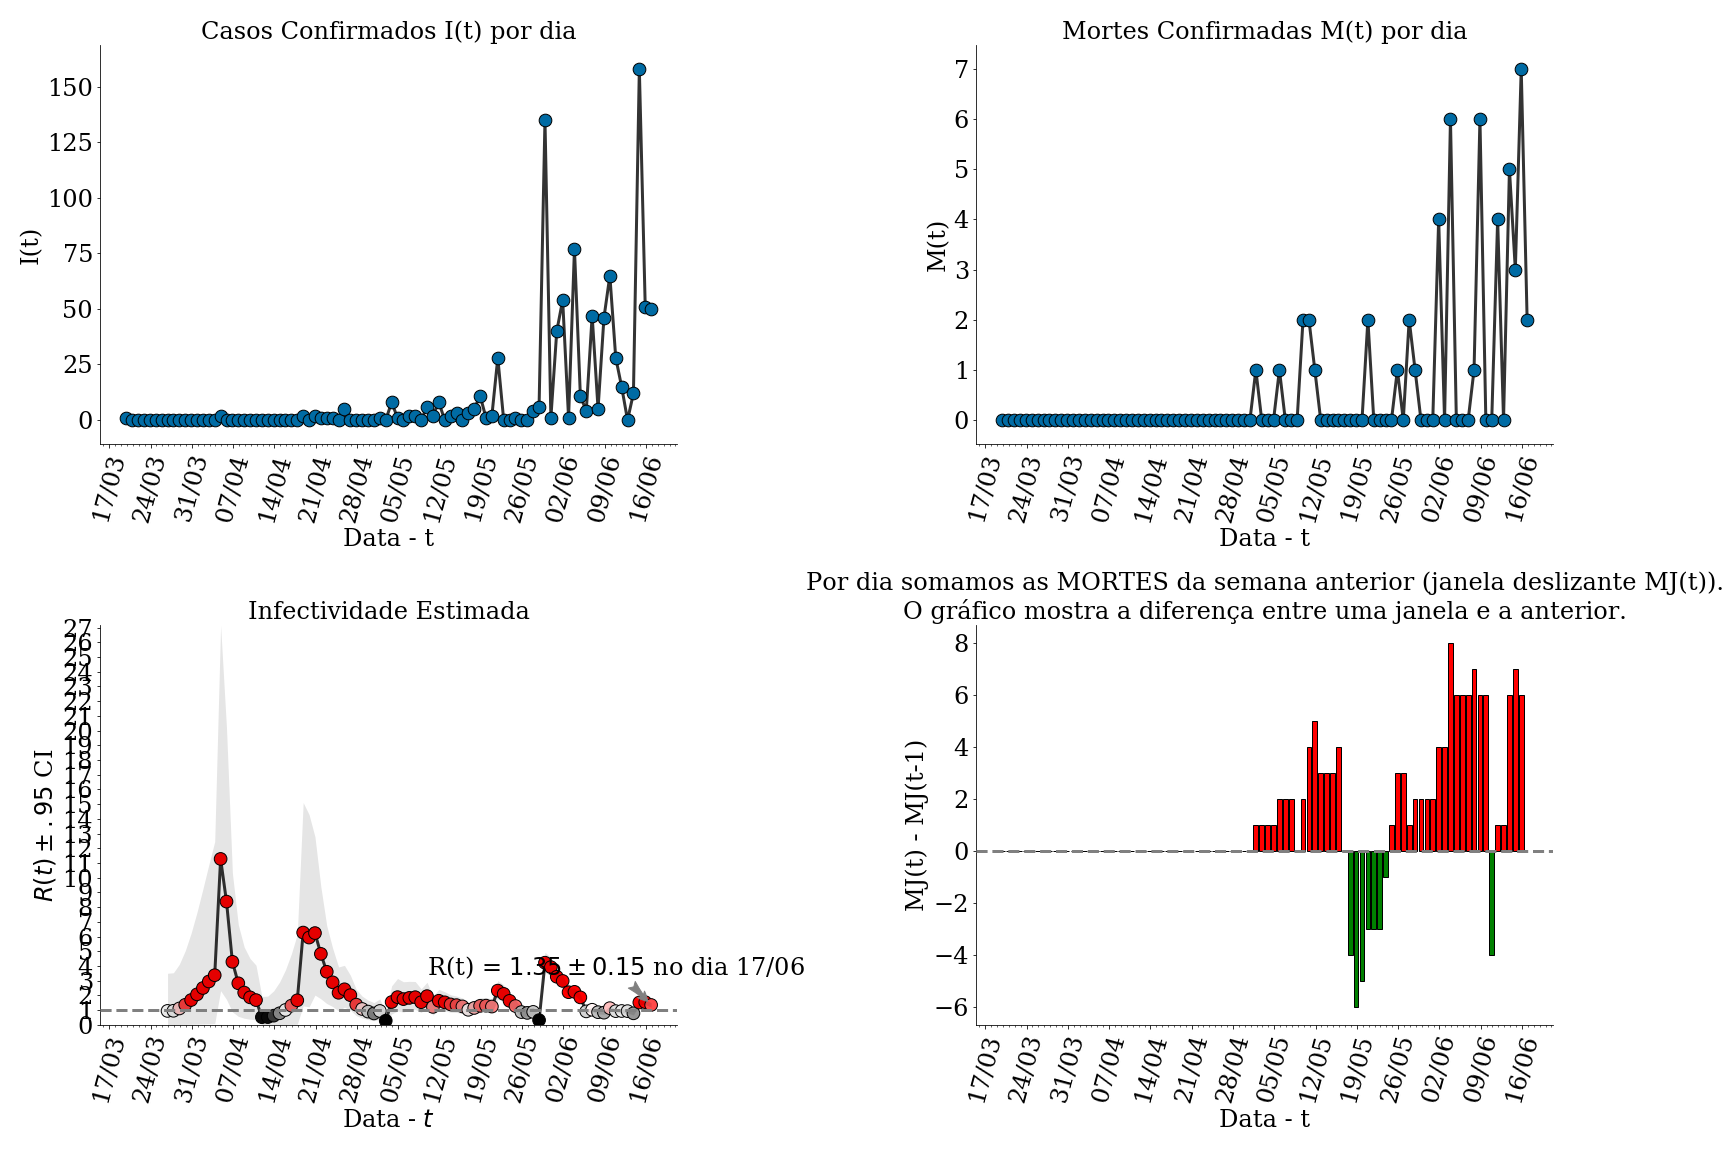 Casos Confirmados I(t) por dia
I(t)
150
125
100
75
50
25
0
17/03 24/03 31/03 07/04 14/04 21/04 28/04 05/05 12/05 19/05 26/05 02/06 09/06 16/06
Data - t
Mortes Confirmadas M(t) por dia
M(t)
7
6
5
4
3
2
1
0
17/03 24/03 31/03 07/04 14/04 21/04 28/04 05/05 12/05 19/05 26/05 02/06 09/06 16/06
Data - t
Infectividade Estimada
R(t) ± .95 CI
27
26
25
24
23
22
21
20
19
18
17
16
15
14
13
12
11
10
9
8
7
6
5
4
3
2
1
0
R(t) = 1.35 ± 0.15 no dia 17/06
17/03 24/03 31/03 07/04 14/04 21/04 28/04 05/05 12/05 19/05 26/05 02/06 09/06 16/06
Data - t
Por dia somamos as MORTES da semana anterior (janela deslizante MJ(t)).
O gráfico mostra a diferença entre uma janela e a anterior.
MJ(t) - MJ(t-1)
8
6
4
2
0
−2
−4
−6
17/03 24/03 31/03 07/04 14/04 21/04 28/04 05/05 12/05 19/05 26/05 02/06 09/06 16/06
Data - t